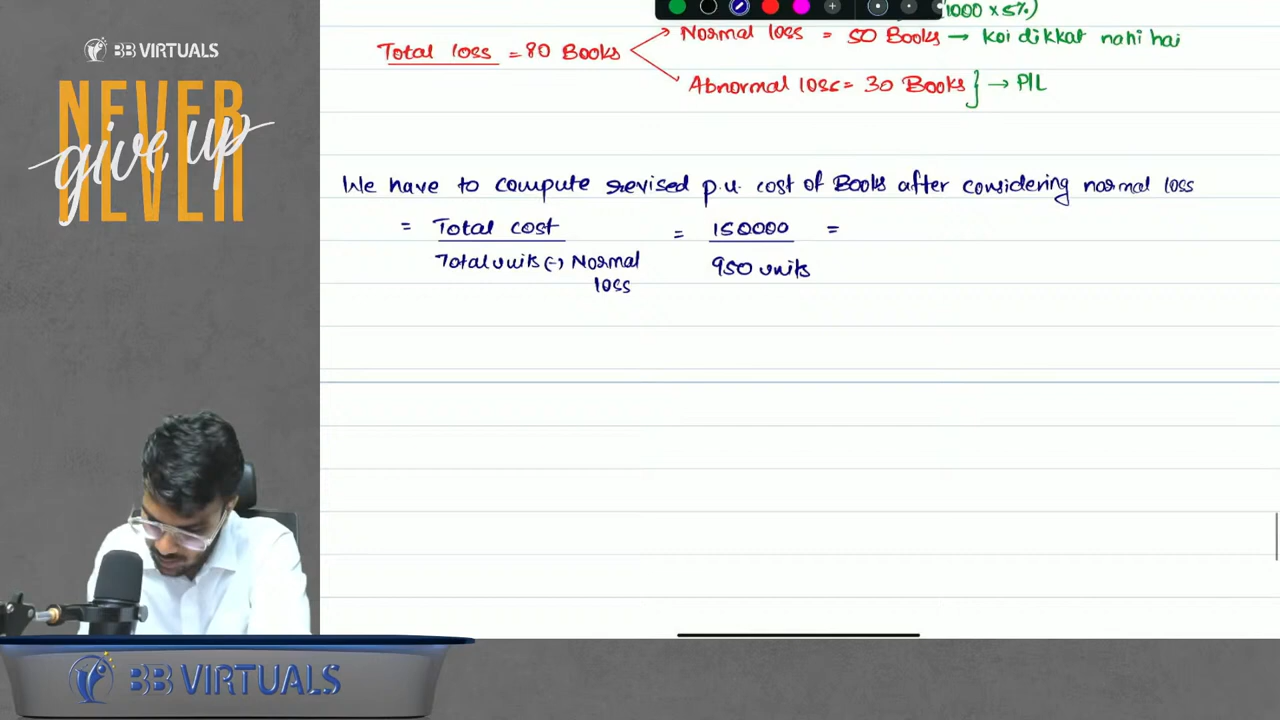 BB VIRTUALS
NEVER
give up
NEVER
(1000 x 5%)
Total loss = 80 Books
Normal loss = 50 Books → koi dikkat nahi hai
Abnormal loss = 30 Books } → P/L
We have to compute revised p.u. cost of Books after considering normal loss
= Total cost = 150000 =
Total units (-) Normal 950 units
loss
BB VIRTUALS